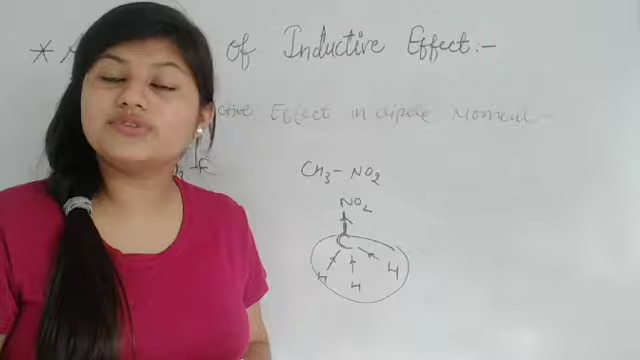 * of Inductive Effect:-
Effect in dipole Moment -
CH3- NO2
NO2
C
H H H